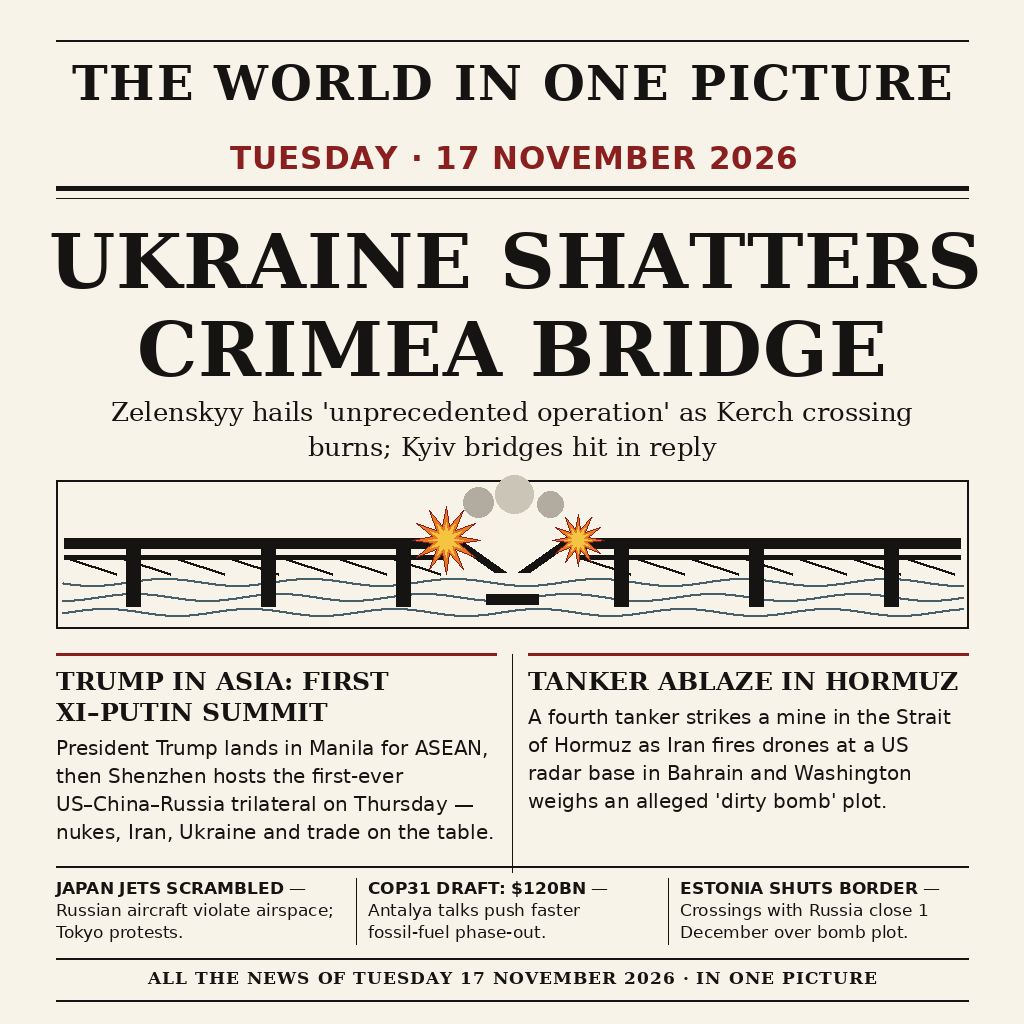 THE WORLD IN ONE PICTURE
TUESDAY · 17 NOVEMBER 2026
UKRAINE SHATTERS
CRIMEA BRIDGE
Zelenskyy hails 'unprecedented operation' as Kerch crossing
burns; Kyiv bridges hit in reply
TRUMP IN ASIA: FIRST
XI–PUTIN SUMMIT
President Trump lands in Manila for ASEAN,
then Shenzhen hosts the first-ever
US–China–Russia trilateral on Thursday —
nukes, Iran, Ukraine and trade on the table.
TANKER ABLAZE IN HORMUZ
A fourth tanker strikes a mine in the Strait
of Hormuz as Iran fires drones at a US
radar base in Bahrain and Washington
weighs an alleged 'dirty bomb' plot.
JAPAN JETS SCRAMBLED —
Russian aircraft violate airspace;
Tokyo protests.
COP31 DRAFT: $120BN —
Antalya talks push faster
fossil-fuel phase-out.
ESTONIA SHUTS BORDER —
Crossings with Russia close 1
December over bomb plot.
ALL THE NEWS OF TUESDAY 17 NOVEMBER 2026 · IN ONE PICTURE